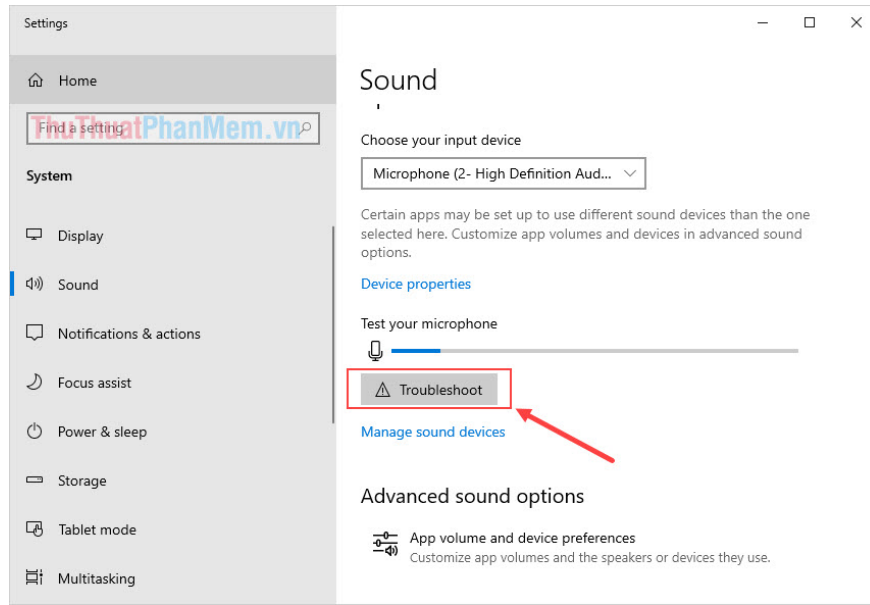 Settings
Home
Find a setting
ThuThuatPhanMem.vn
System
Display
Sound
Notifications & actions
Focus assist
Power & sleep
Storage
Tablet mode
Multitasking
Sound
Choose your input device
Microphone (2- High Definition Aud...
Certain apps may be set up to use different sound devices than the one
selected here. Customize app volumes and devices in advanced sound
options.
Device properties
Test your microphone
Troubleshoot
Manage sound devices
Advanced sound options
App volume and device preferences
Customize app volumes and the speakers or devices they use.